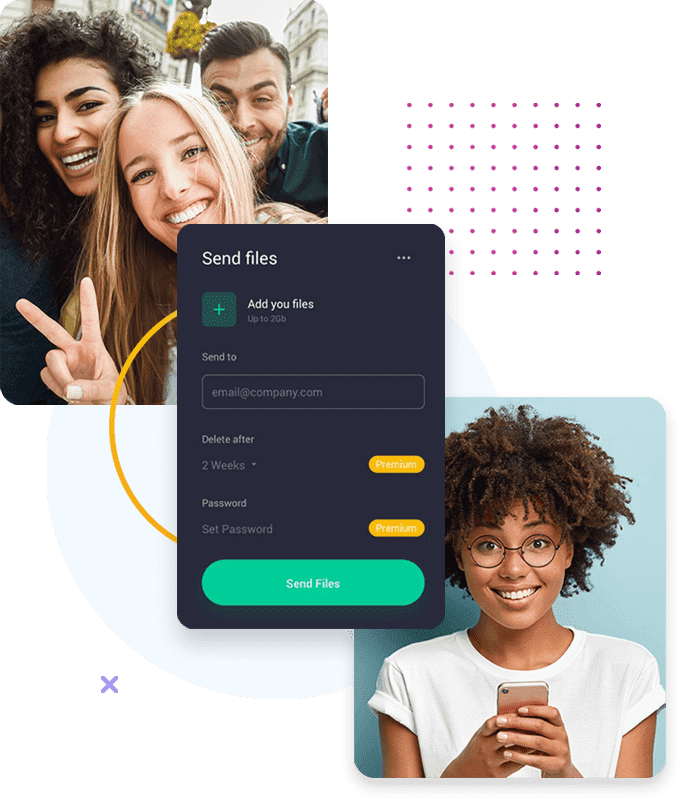 Send files
Add you files
Up to 2Gb
Send to
email@company.com
Delete after
2 Weeks
Premium
Password
Set Password
Premium
Send Files